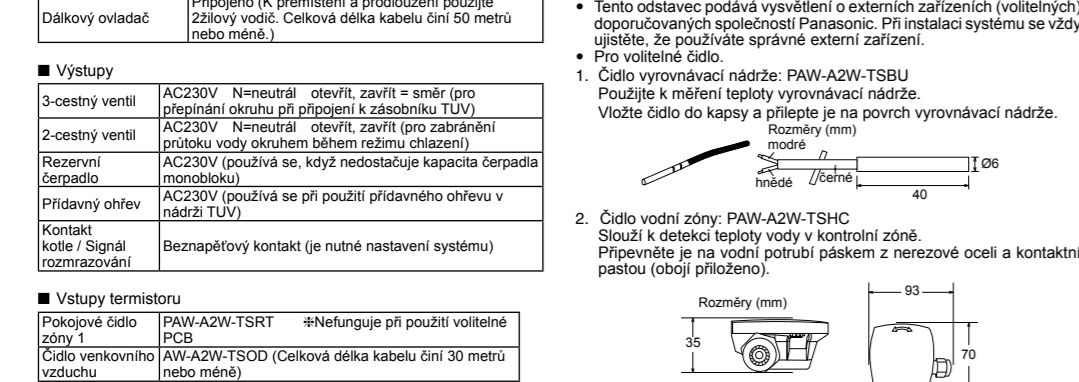 Dálkový ovladač
Připojeno (K přemístění a prodloužení použijte
2žilový vodič. Celková délka kabelu činí 50 metrů
nebo méně.)
■ Výstupy
3-cestný ventil
AC230V N=neutrál otevřít, zavřít = směr (pro
přepínání okruhu při připojení k zásobníku TUV)
2-cestný ventil
AC230V N=neutrál otevřít, zavřít (pro zabránění
průtoku vody okruhem během režimu chlazení)
Rezervní
čerpadlo
AC230V (používá se, když nedostačuje kapacita čerpadla
monobloku)
Přídavný ohřev
AC230V (používá se při použití přídavného ohřevu v
nádrži TUV)
Kontakt
kotle / Signál
rozmrazování
Beznapěťový kontakt (je nutné nastavení systému)
■ Vstupy termistoru
Pokojové čidlo
zóny 1
PAW-A2W-TSRT ⁜Nefunguje při použití volitelné
PCB
Čidlo venkovního
vzduchu
AW-A2W-TSOD (Celková délka kabelu činí 30 metrů
nebo méně)
• Tento odstavec podává vysvětlení o externích zařízeních (volitelných)
doporučovaných společností Panasonic. Při instalaci systému se vždy
ujistěte, že používáte správné externí zařízení.
• Pro volitelné čidlo.
1. Čidlo vyrovnávací nádrže: PAW-A2W-TSBU
Použijte k měření teploty vyrovnávací nádrže.
Vložte čidlo do kapsy a přilepte je na povrch vyrovnávací nádrže.
Rozměry (mm)
modré
hnědé
černé
Ø6
40
2. Čidlo vodní zóny: PAW-A2W-TSHC
Slouží k detekci teploty vody v kontrolní zóně.
Připevněte je na vodní potrubí páskem z nerezové oceli a kontaktní
pastou (obojí přiloženo).
Rozměry (mm)
93
35
70